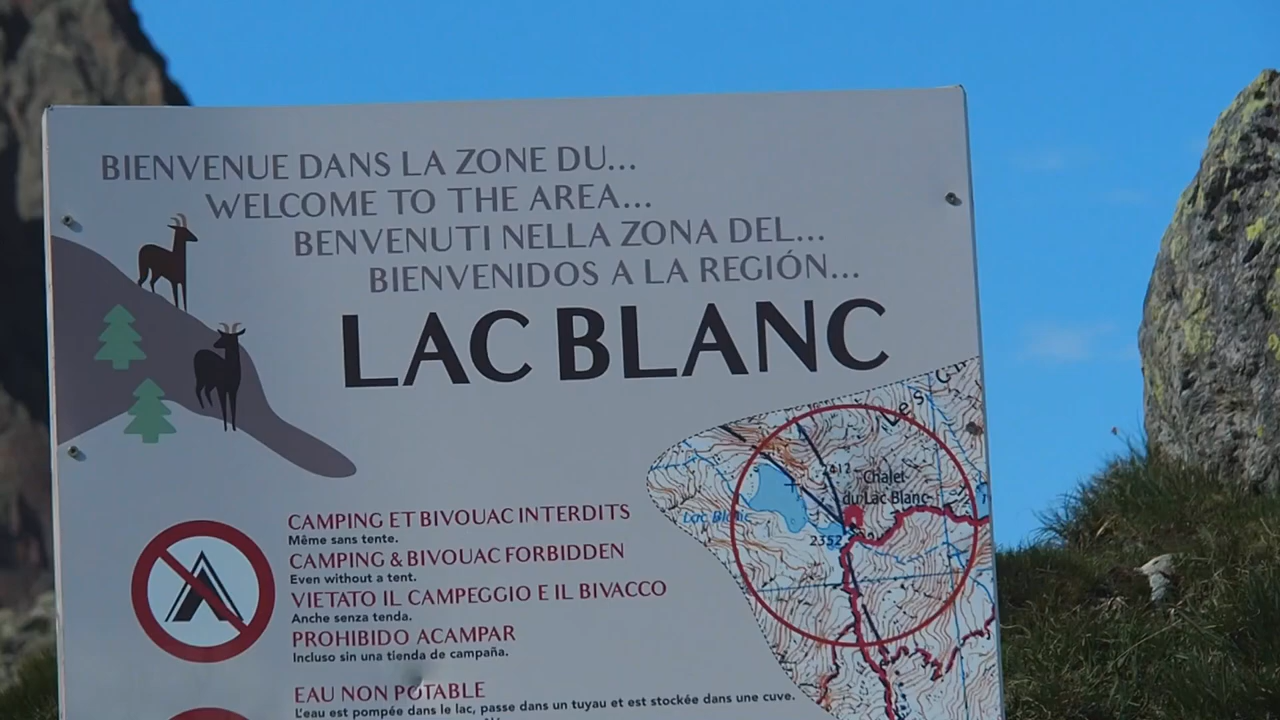 BIENVENUE DANS LA ZONE DU...
WELCOME TO THE AREA...
BENVENUTI NELLA ZONA DEL...
BIENVENIDOS A LA REGIÓN...
LAC BLANC
CAMPING ET BIVOUAC INTERDITS
Même sans tente.
CAMPING & BIVOUAC FORBIDDEN
Even without a tent.
VIETATO IL CAMPEGGIO E IL BIVACCO
Anche senza tenda.
PROHIBIDO ACAMPAR
Incluso sin una tienda de campaña.
EAU NON POTABLE
L'eau est pompée dans le lac, passe dans un tuyau et est stockée dans une cuve.
Les
2412
Chalet
du Lac Blanc
Lac Blanc
2352